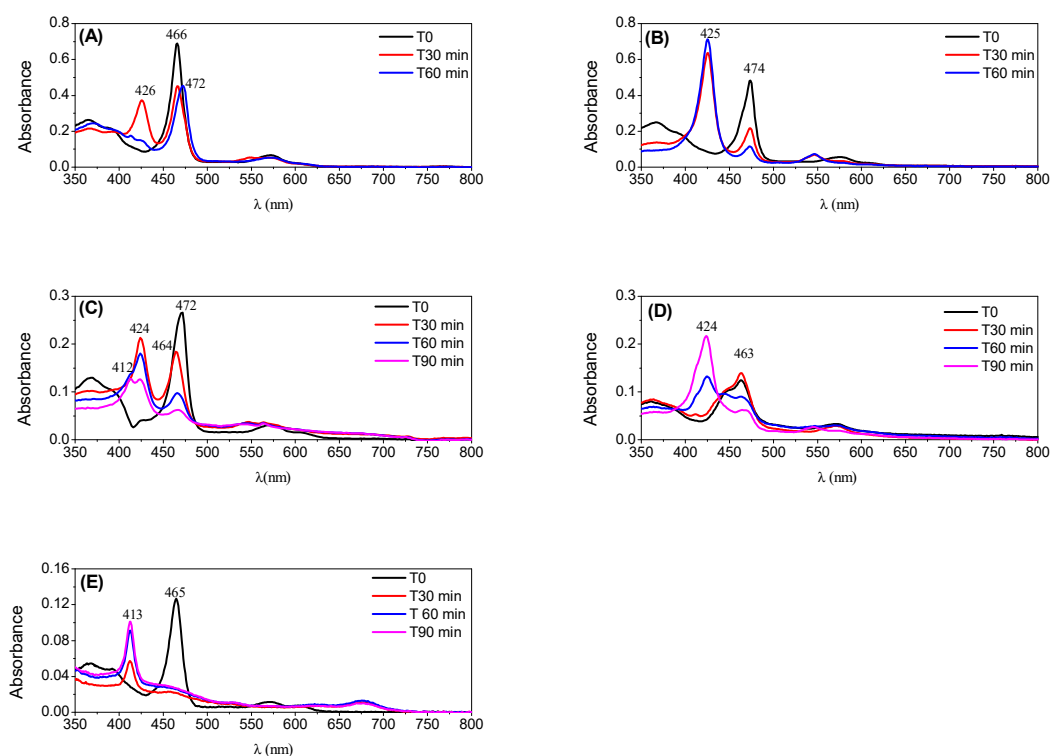 (A)
466
426
472
T0
T30 min
T60 min
0.8
0.6
0.4
0.2
0.0
Absorbance
350 400 450 500 550 600 650 700 750 800
λ (nm)
(B)
425
474
T0
T30 min
T60 min
0.8
0.6
0.4
0.2
0.0
Absorbance
350 400 450 500 550 600 650 700 750 800
λ (nm)
(C)
472
424
464
412
T0
T30 min
T60 min
T90 min
0.3
0.2
0.1
0.0
Absorbance
350 400 450 500 550 600 650 700 750 800
λ(nm)
(D)
424
463
T0
T30 min
T60 min
T90 min
0.3
0.2
0.1
0.0
Absorbance
350 400 450 500 550 600 650 700 750 800
λ (nm)
(E)
465
413
T0
T30 min
T 60 min
T90 min
0.16
0.12
0.08
0.04
0.00
Absorbance
350 400 450 500 550 600 650 700 750 800
λ (nm)